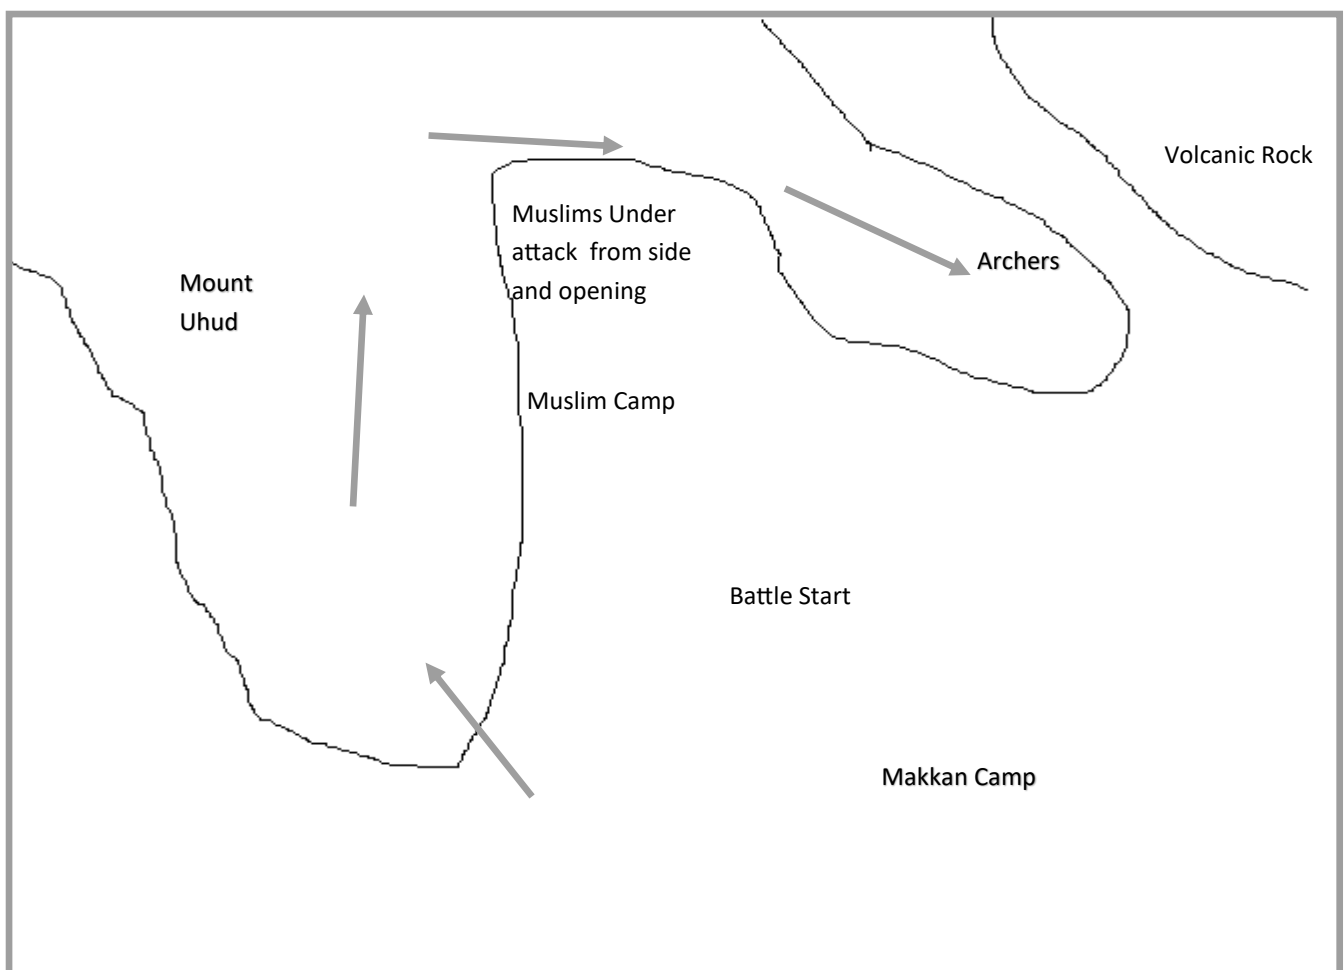 Volcanic Rock
Muslims Under
attack from side
and opening
Archers
Mount
Uhud
Muslim Camp
Battle Start
Makkan Camp